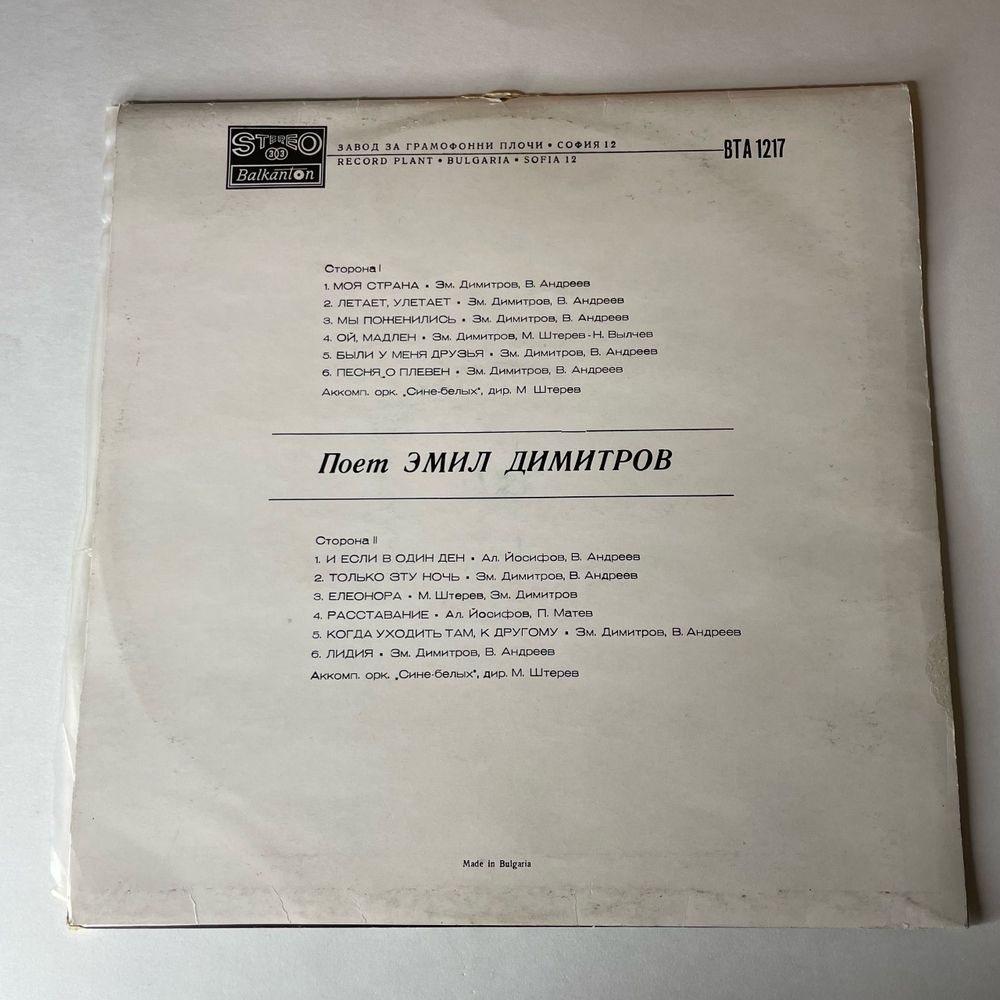 STEREO
303
Balkanton
ЗАВОД ЗА ГРАМОФОННИ ПЛОЧИ • СОФИЯ 12
RECORD PLANT • BULGARIA • SOFIA 12
ВТА 1217
Сторона I
1. МОЯ СТРАНА • Эм. Димитров, В. Андреев
2. ЛЕТАЕТ, УЛЕТАЕТ • Эм. Димитров, В. Андреев
3. МЫ ПОЖЕНИЛИСЬ • Эм. Димитров, В. Андреев
4. ОЙ, МАДЛЕН • Эм. Димитров, М. Штерев - Н. Вылчев
5. БЫЛИ У МЕНЯ ДРУЗЬЯ • Эм. Димитров, В. Андреев
6. ПЕСНЯ О ПЛЕВЕН • Эм. Димитров, В. Андреев
Аккомп. орк. „Сине-белых“, дир. М Штерев
Поет ЭМИЛ ДИМИТРОВ
Сторона II
1. И ЕСЛИ В ОДИН ДЕН • Ал. Йосифов, В. Андреев
2. ТОЛЬКО ЭТУ НОЧЬ • Эм. Димитров, В. Андреев
3. ЕЛЕОНОРА • М. Штерев, Эм. Димитров
4. РАССТАВАНИЕ • Ал. Йосифов, П. Матев
5. КОГДА УХОДИТЬ ТАМ, К ДРУГОМУ • Эм. Димитров, В. Андреев
6. ЛИДИЯ • Эм. Димитров, В. Андреев
Аккомп. орк. „Сине-белых“, дир. М. Штерев
Made in Bulgaria